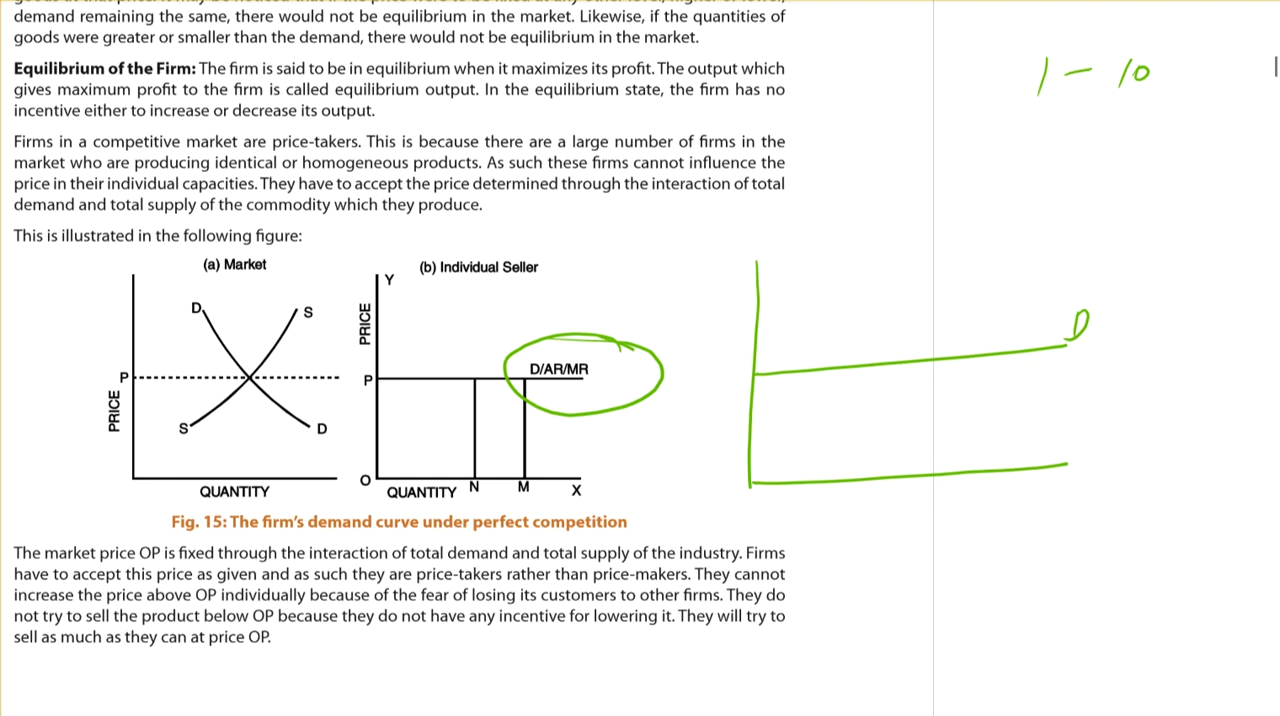 demand remaining the same, there would not be equilibrium in the market. Likewise, if the quantities of
goods were greater or smaller than the demand, there would not be equilibrium in the market.
Equilibrium of the Firm: The firm is said to be in equilibrium when it maximizes its profit. The output which
gives maximum profit to the firm is called equilibrium output. In the equilibrium state, the firm has no
incentive either to increase or decrease its output.
Firms in a competitive market are price-takers. This is because there are a large number of firms in the
market who are producing identical or homogeneous products. As such these firms cannot influence the
price in their individual capacities. They have to accept the price determined through the interaction of total
demand and total supply of the commodity which they produce.
This is illustrated in the following figure:
(a) Market
D
S
P
PRICE
S
D
QUANTITY
(b) Individual Seller
Y
PRICE
D/AR/MR
P
O
QUANTITY
N
M
X
Fig. 15: The firm's demand curve under perfect competition
The market price OP is fixed through the interaction of total demand and total supply of the industry. Firms
have to accept this price as given and as such they are price-takers rather than price-makers. They cannot
increase the price above OP individually because of the fear of losing its customers to other firms. They do
not try to sell the product below OP because they do not have any incentive for lowering it. They will try to
sell as much as they can at price OP.
1 – 10
D